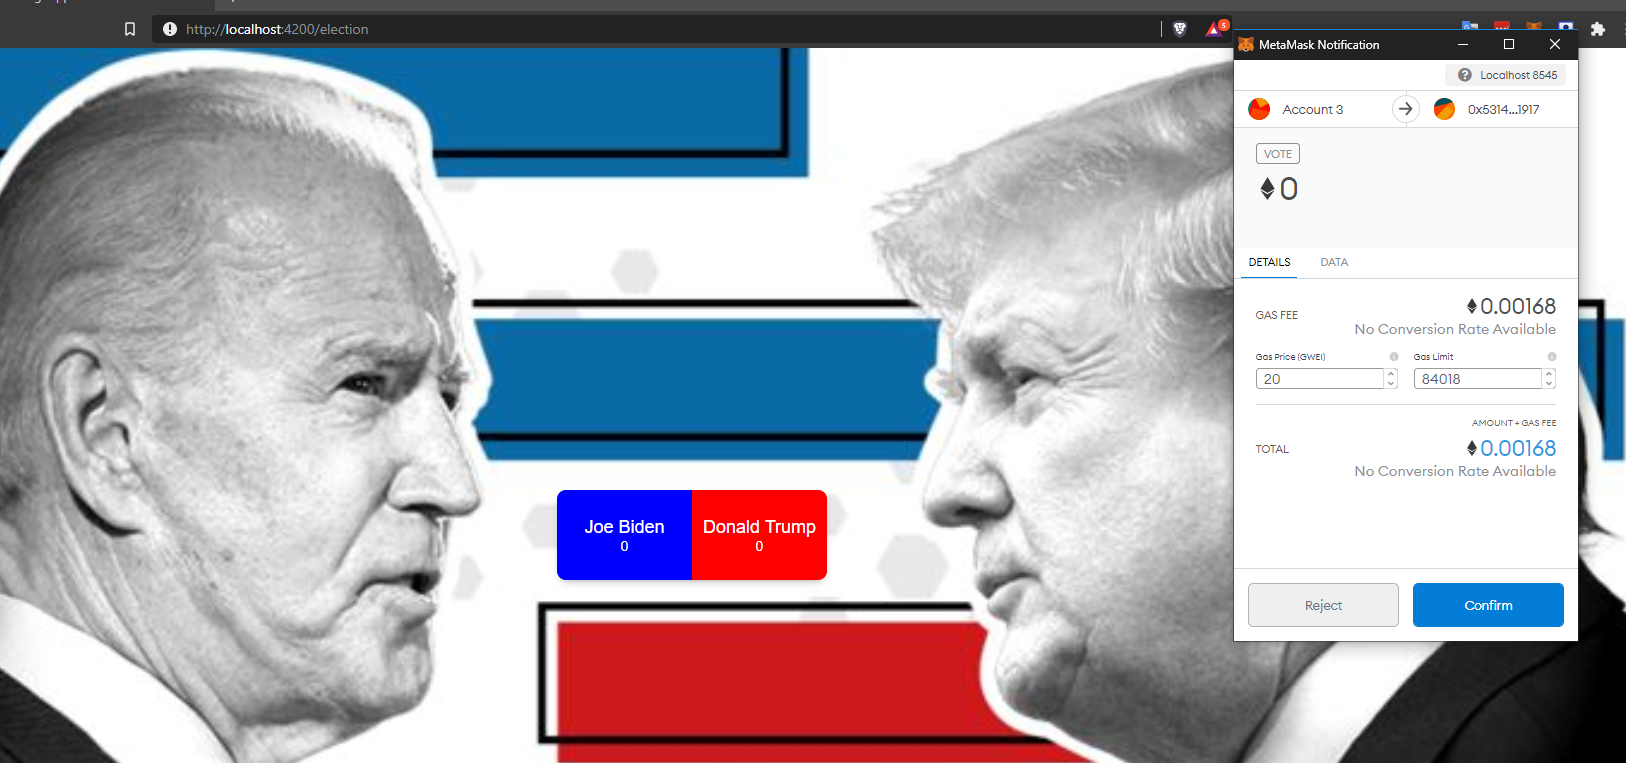 http://localhost:4200/election
5
MetaMask Notification
Localhost 8545
Account 3
0x5314...1917
VOTE
0
DETAILS
DATA
GAS FEE
0.00168
No Conversion Rate Available
Gas Price (GWEI)
Gas Limit
20
84018
AMOUNT + GAS FEE
TOTAL
0.00168
No Conversion Rate Available
Joe Biden
0
Donald Trump
0
Reject
Confirm